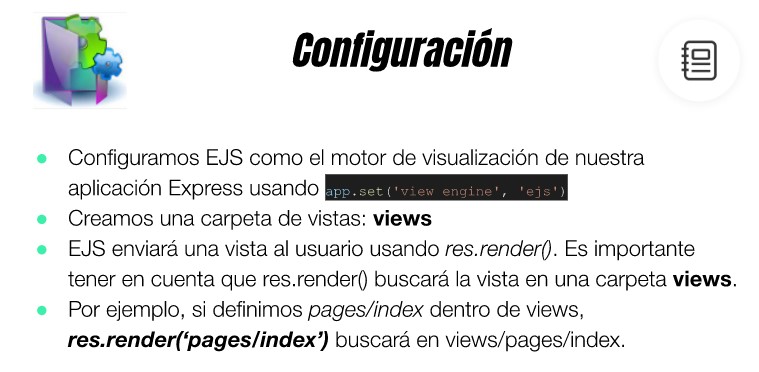 Configuración
● Configuramos EJS como el motor de visualización de nuestra
aplicación Express usando app.set('view engine', 'ejs')
● Creamos una carpeta de vistas: views
● EJS enviará una vista al usuario usando res.render(). Es importante
tener en cuenta que res.render() buscará la vista en una carpeta views.
● Por ejemplo, si definimos pages/index dentro de views,
res.render(‘pages/index’) buscará en views/pages/index.